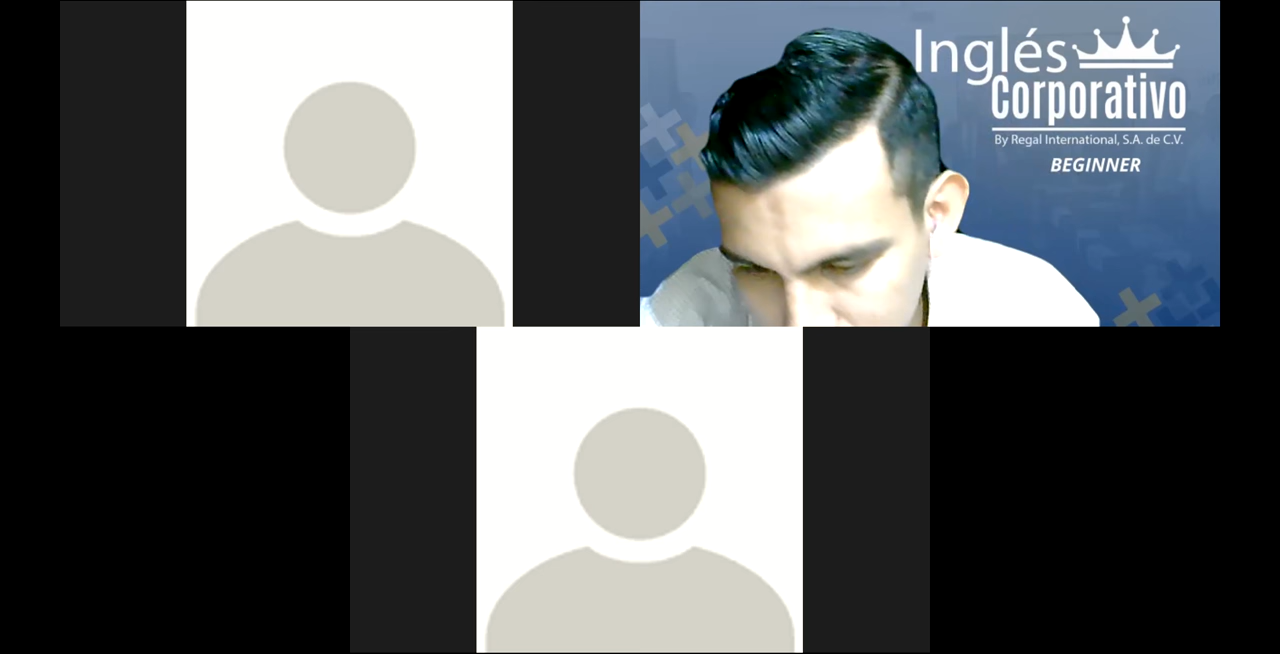 Inglés
Corporativo
By Regal International, S.A. de C.V.
BEGINNER